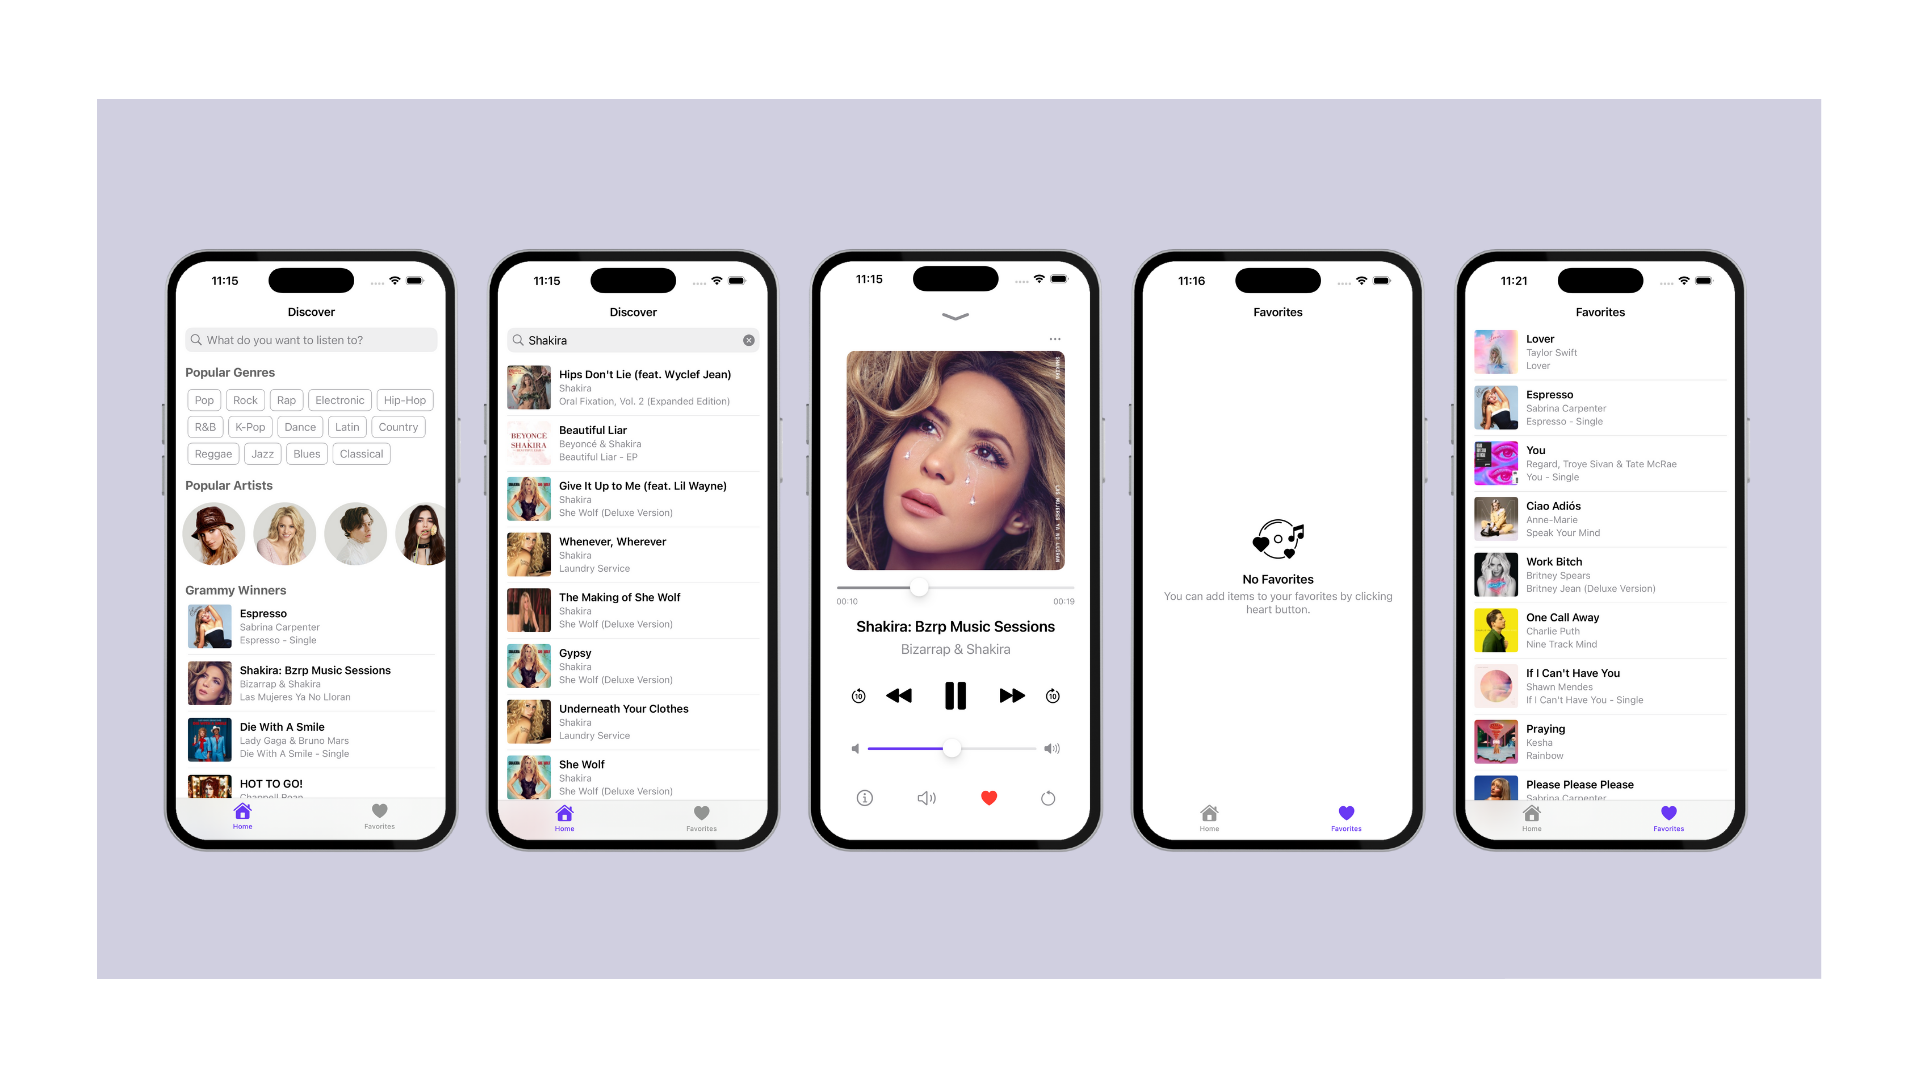 11:15
Discover
What do you want to listen to?
Popular Genres
Pop Rock Rap Electronic Hip-Hop
R&B K-Pop Dance Latin Country
Reggae Jazz Blues Classical
Popular Artists
Grammy Winners
Espresso
Sabrina Carpenter
Espresso - Single
Shakira: Bzrp Music Sessions
Bizarrap & Shakira
Las Mujeres Ya No Lloran
Die With A Smile
Lady Gaga & Bruno Mars
Die With A Smile - Single
HOT TO GO!
Chappell Roan
Home Favorites
11:15
Discover
Shakira
Hips Don't Lie (feat. Wyclef Jean)
Shakira
Oral Fixation, Vol. 2 (Expanded Edition)
BEYONCÉ
SHAKIRA
Beautiful Liar
Beyoncé & Shakira
Beautiful Liar - EP
Give It Up to Me (feat. Lil Wayne)
Shakira
She Wolf (Deluxe Version)
Whenever, Wherever
Shakira
Laundry Service
The Making of She Wolf
Shakira
She Wolf (Deluxe Version)
Gypsy
Shakira
She Wolf (Deluxe Version)
Underneath Your Clothes
Shakira
Laundry Service
She Wolf
Shakira
She Wolf (Deluxe Version)
Home Favorites
11:15
SHAKIRA
LAS MUJERES YA NO LLORAN
00:10 00:19
Shakira: Bzrp Music Sessions
Bizarrap & Shakira
10 10
11:16
Favorites
No Favorites
You can add items to your favorites by clicking
heart button.
Home Favorites
11:21
Favorites
Lover
Taylor Swift
Lover
Espresso
Sabrina Carpenter
Espresso - Single
You
Regard, Troye Sivan & Tate McRae
You - Single
Ciao Adiós
Anne-Marie
Speak Your Mind
Work Bitch
Britney Spears
Britney Jean (Deluxe Version)
One Call Away
Charlie Puth
Nine Track Mind
If I Can't Have You
Shawn Mendes
If I Can't Have You - Single
Praying
Kesha
Rainbow
Please Please Please
Sabrina Carpenter
Home Favorites